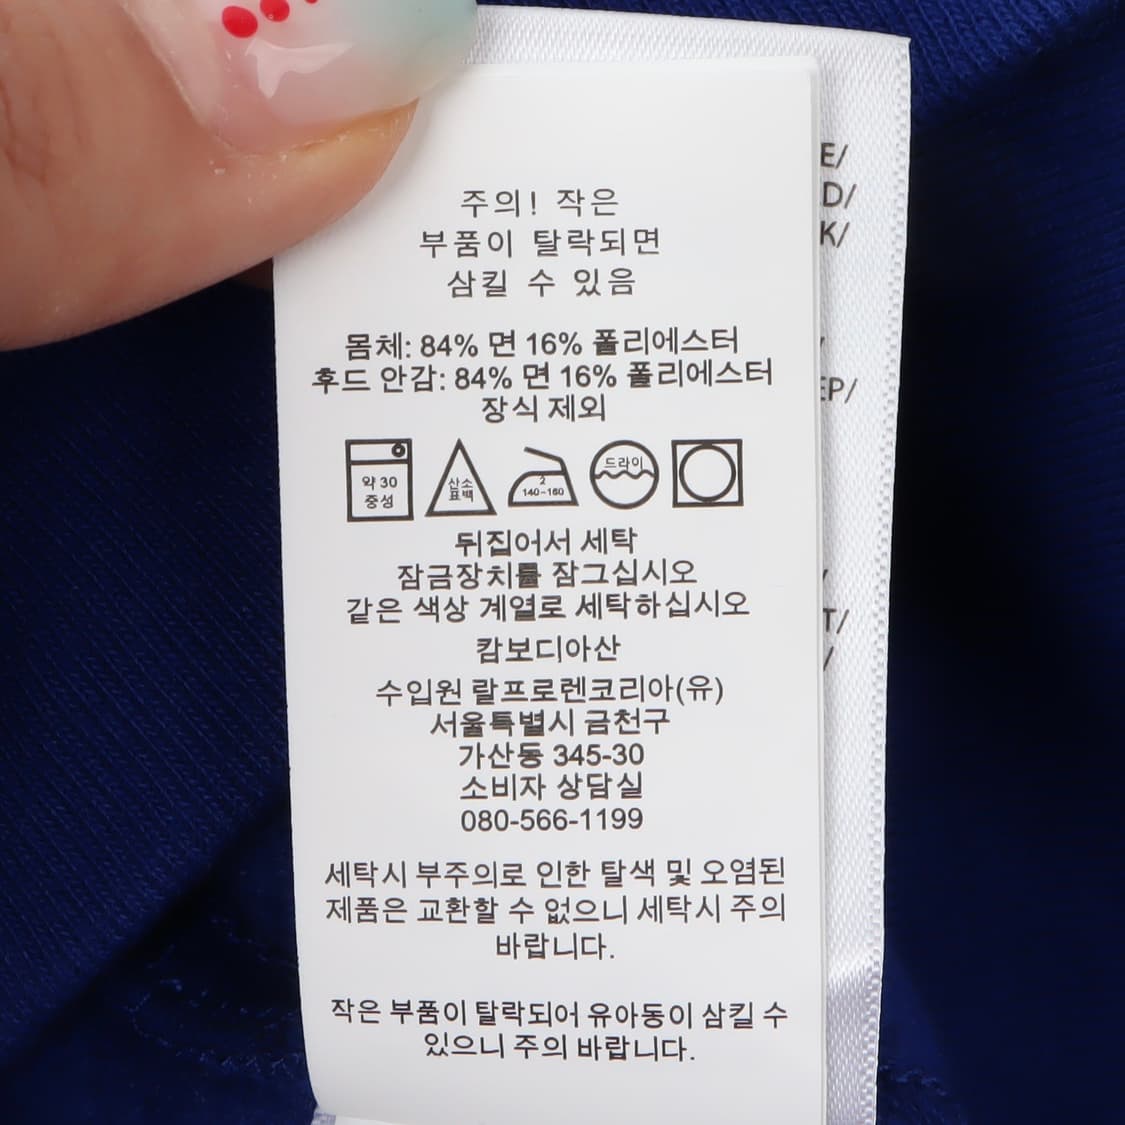 주의! 작은
부품이 탈락되면
삼킬 수 있음
몸체: 84% 면 16% 폴리에스터
후드 안감: 84% 면 16% 폴리에스터
장식 제외
약 30
중성
산소
표백
2
140~160
드라이
뒤집어서 세탁
잠금장치를 잠그십시오
같은 색상 계열로 세탁하십시오
캄보디아산
수입원 랄프로렌코리아(유)
서울특별시 금천구
가산동 345-30
소비자 상담실
080-566-1199
세탁시 부주의로 인한 탈색 및 오염된
제품은 교환할 수 없으니 세탁시 주의
바랍니다.
작은 부품이 탈락되어 유아동이 삼킬 수
있으니 주의 바랍니다.
E/
D/
K/
EP/
T/
/